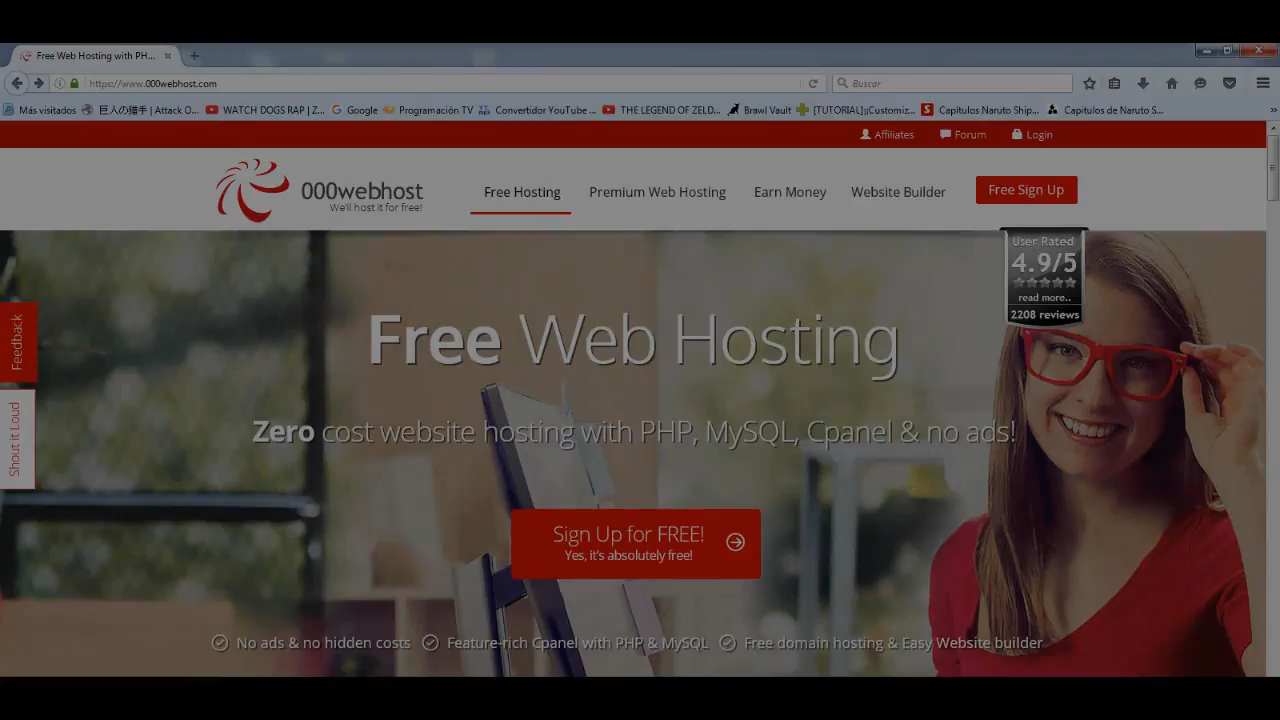 Free Web Hosting with PH...
https://www.000webhost.com
Buscar
Más visitados
巨人の猎手 | Attack O...
WATCH DOGS RAP | Z...
Google
Programación TV
Convertidor YouTube ...
THE LEGEND OF ZELD...
Brawl Vault
[TUTORIAL]¡¡Customiz...
Capítulos Naruto Ship...
Capitulos de Naruto S...
Affiliates
Forum
Login
000webhost
We'll host it for free!
Free Hosting
Premium Web Hosting
Earn Money
Website Builder
Free Sign Up
User Rated
4.9/5
read more..
2208 reviews
Feedback
Shout it Loud
Free Web Hosting
Zero cost website hosting with PHP, MySQL, Cpanel & no ads!
Sign Up for FREE!
Yes, it's absolutely free!
No ads & no hidden costs
Feature-rich Cpanel with PHP & MySQL
Free domain hosting & Easy Website builder